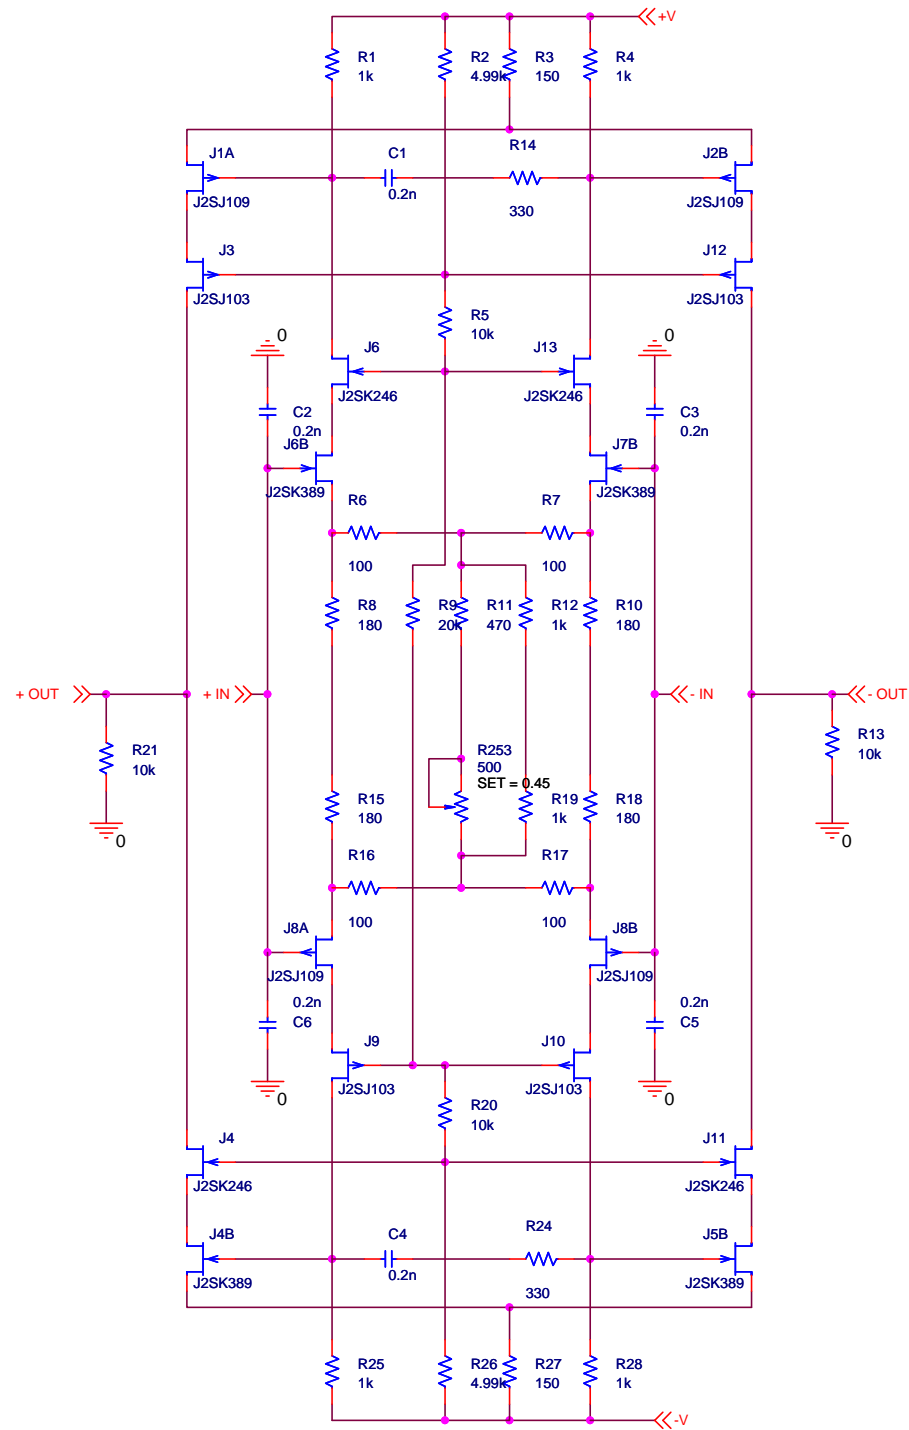 +V
R1
1k
R2
4.99k
R3
150
R4
1k
J1A
J2SJ109
C1
0.2n
R14
330
J2B
J2SJ109
J3
J2SJ103
J12
J2SJ103
R5
10k
0
J6
J2SK246
J13
J2SK246
0
C2
0.2n
C3
0.2n
J6B
J2SK389
J7B
J2SK389
R6
100
R7
100
R8
180
R9
20k
R11
470
R12
1k
R10
180
+ OUT
+ IN
- IN
- OUT
R21
10k
R13
10k
R253
500
SET = 0.45
R15
180
R19
1k
R18
180
0
0
R16
100
R17
100
J8A
J2SJ109
J8B
J2SJ109
0.2n
C6
0.2n
C5
J9
J2SJ103
J10
J2SJ103
0
0
R20
10k
J4
J2SK246
J11
J2SK246
J4B
J2SK389
C4
0.2n
R24
330
J5B
J2SK389
R25
1k
R26
4.99k
R27
150
R28
1k
-V